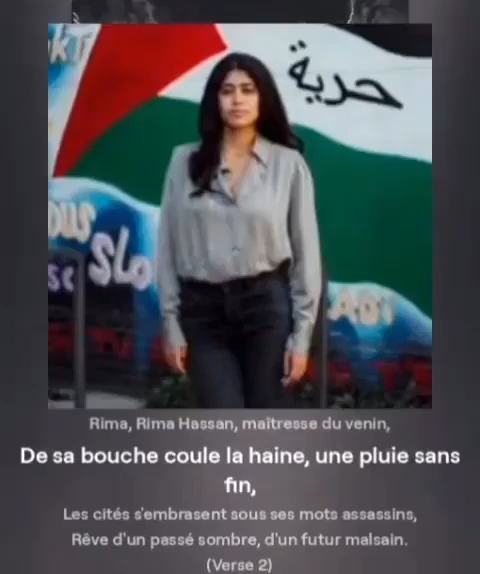 حرية
Slo
Rima, Rima Hassan, maîtresse du venin,
De sa bouche coule la haine, une pluie sans
fin,
Les cités s'embrasent sous ses mots assassins,
Rêve d'un passé sombre, d'un futur malsain.
(Verse 2)